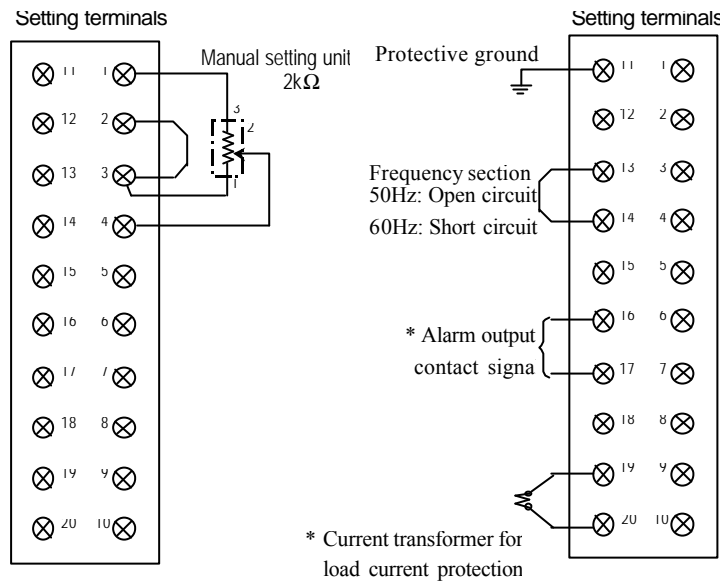 Setting terminals
11 1
12 2
13 3
14 4
15 5
16 6
17 7
18 8
19 9
20 10
Manual setting unit
2kΩ
3
2
1
Setting terminals
Protective ground
11 1
12 2
Frequency section
50Hz: Open circuit
60Hz: Short circuit
13 3
14 4
15 5
* Alarm output
contact signa
16 6
17 7
18 8
19 9
20 10
* Current transformer for
load current protection